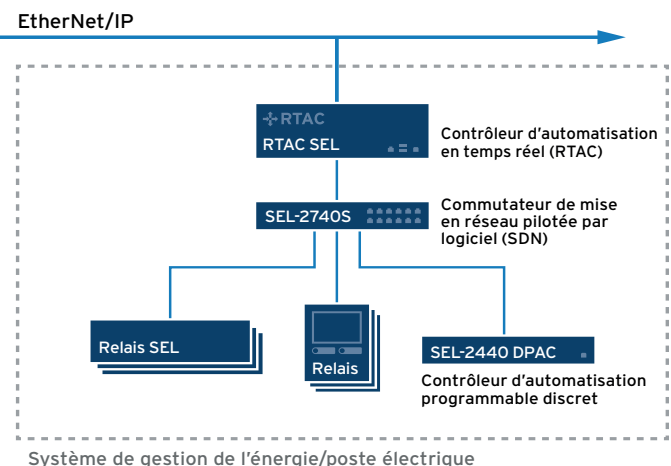 EtherNet/IP
RTAC
RTAC SEL
Contrôleur d'automatisation
en temps réel (RTAC)
SEL-2740S
Commutateur de mise
en réseau pilotée par
logiciel (SDN)
Relais SEL
Relais
SEL-2440 DPAC
Contrôleur d'automatisation
programmable discret
Système de gestion de l'énergie/poste électrique